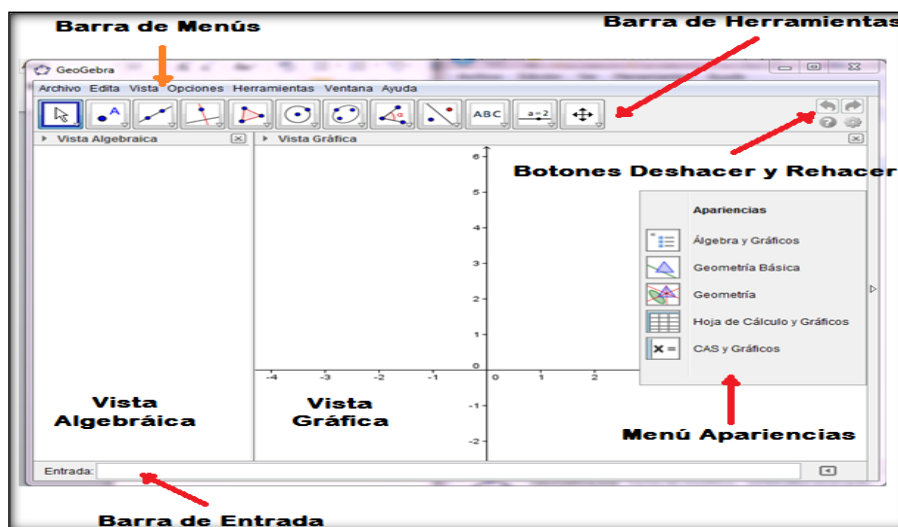 Barra de Menús
Barra de Herramientas
GeoGebra
Archivo Edita Vista Opciones Herramientas Ventana Ayuda
A
α
ABC
a=2
Vista Algebraica
Vista Gráfica
Botones Deshacer y Rehacer
6
5
4
3
2
1
0
-4 -3 -2 -1 0 1 2
-1
-2
Apariencias
Álgebra y Gráficos
Geometría Básica
Geometría
Hoja de Cálculo y Gráficos
x =
CAS y Gráficos
Vista
Algebráica
Vista
Gráfica
Menú Apariencias
Entrada:
Barra de Entrada